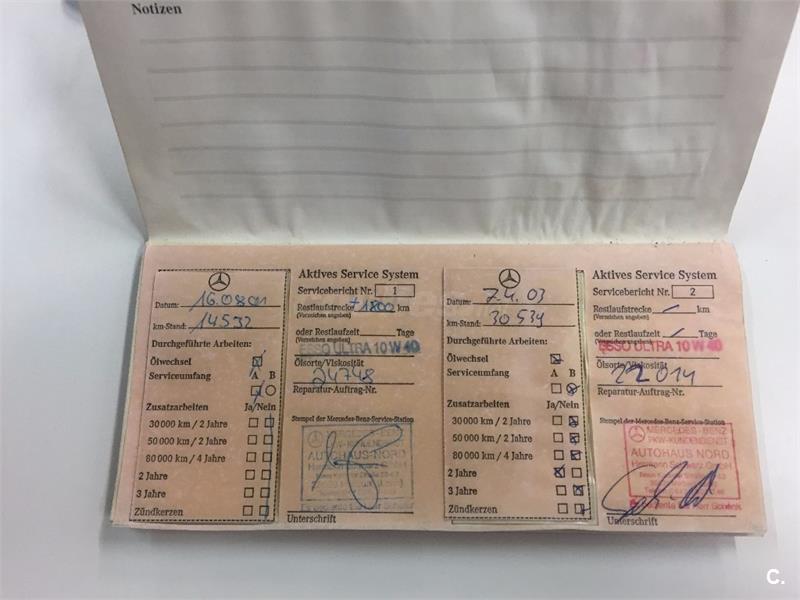 Notizen
Datum: 16.08.01
km-Stand: 14532
Durchgeführte Arbeiten:
Ölwechsel
Serviceumfang A B
Zusatzarbeiten Ja/Nein
30 000 km / 2 Jahre
50 000 km / 2 Jahre
80 000 km / 4 Jahre
2 Jahre
3 Jahre
Zündkerzen
Aktives Service System
Servicebericht Nr. 1
Restlaufstrecke +1800 km
(Vorzeichen angeben)
oder Restlaufzeit Tage
(Vorzeichen angeben)
ESSO ULTRA 10 W 40
Ölsorte/Viskosität
24748
Reparatur-Auftrag-Nr.
Stempel der Mercedes-Benz-Service-Station
AUTOHAUS NORD
Unterschrift
Datum: 7.4.03
km-Stand: 30534
Durchgeführte Arbeiten:
Ölwechsel
Serviceumfang
A B
Zusatzarbeiten Ja/Nein
30 000 km / 2 Jahre
50 000 km / 2 Jahre
80 000 km / 4 Jahre
2 Jahre
3 Jahre
Zündkerzen
Aktives Service System
Servicebericht Nr. 2
Restlaufstrecke — km
(Vorzeichen angeben)
oder Restlaufzeit — Tage
(Vorzeichen angeben)
ESSO ULTRA 10 W 40
Ölsorte/Viskosität
22014
Reparatur-Auftrag-Nr.
Stempel der Mercedes-Benz-Service-Station
MERCEDES-BENZ
PKW-KUNDENDIENST
AUTOHAUS NORD
Unterschrift
C.